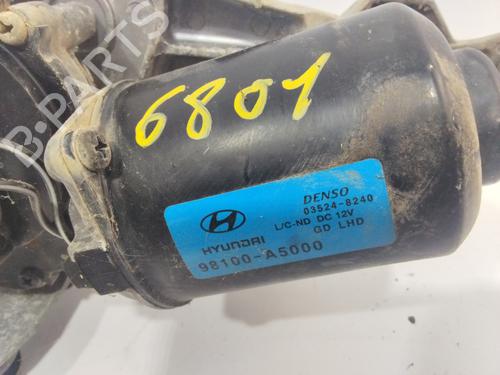 B-PARTS
6801
DENSO
03524-8240
L/C-ND DC 12V
HYUNDAI
GD LHD
98100-A5000